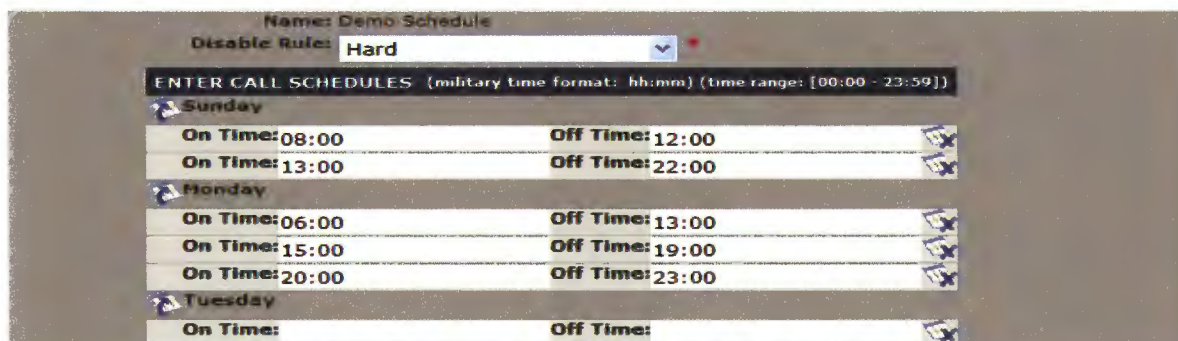 Name: Demo Schedule
Disable Rule: Hard *
ENTER CALL SCHEDULES (military time format: hh:mm) (time range: [00:00 - 23:59])
Sunday
On Time: 08:00 Off Time: 12:00
On Time: 13:00 Off Time: 22:00
Monday
On Time: 06:00 Off Time: 13:00
On Time: 15:00 Off Time: 19:00
On Time: 20:00 Off Time: 23:00
Tuesday
On Time: Off Time: